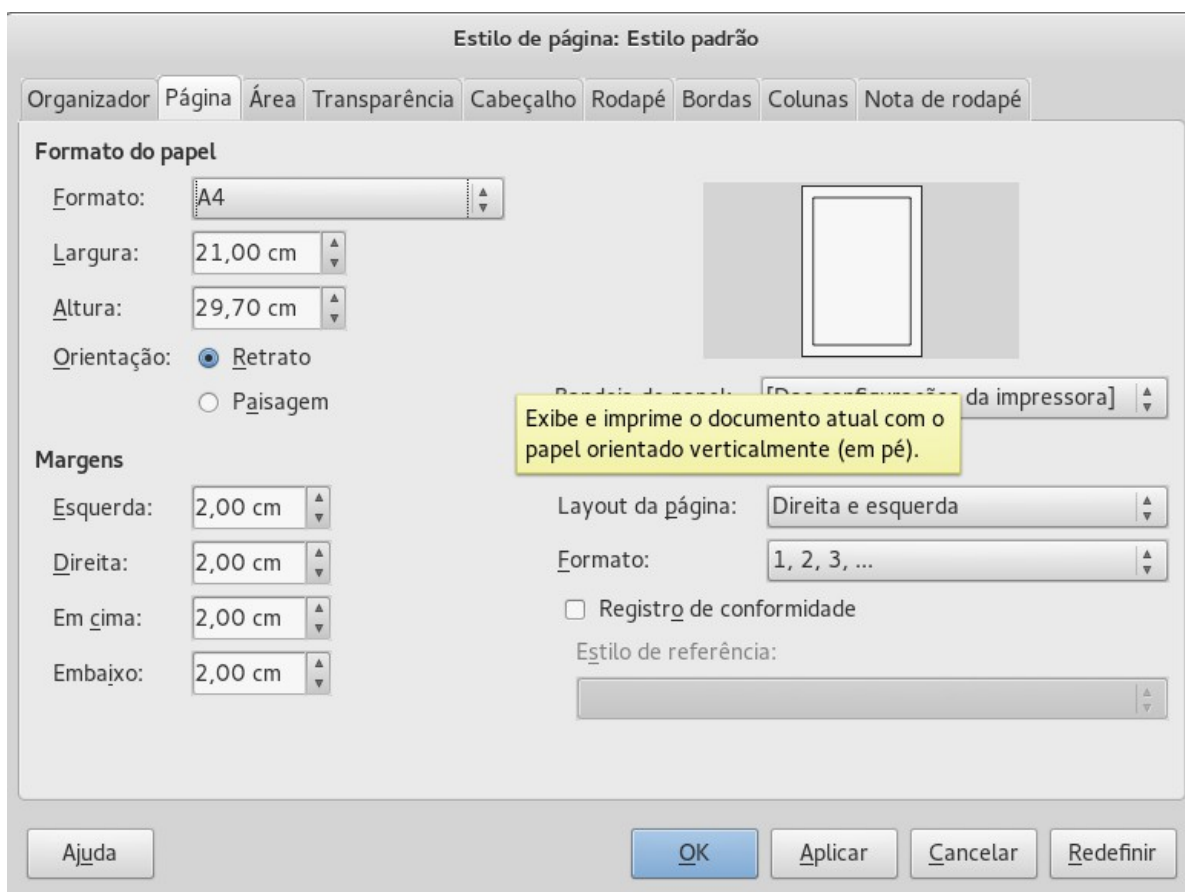 Estilo de página: Estilo padrão
Organizador Página Área Transparência Cabeçalho Rodapé Bordas Colunas Nota de rodapé
Formato do papel
Formato: A4
Largura: 21,00 cm
Altura: 29,70 cm
Orientação: Retrato
Paisagem
da impressora]
Exibe e imprime o documento atual com o
papel orientado verticalmente (em pé).
Margens
Esquerda: 2,00 cm
Layout da página: Direita e esquerda
Direita: 2,00 cm
Formato: 1, 2, 3, ...
Em cima: 2,00 cm
Registro de conformidade
Estilo de referência:
Embaixo: 2,00 cm
Ajuda OK Aplicar Cancelar Redefinir